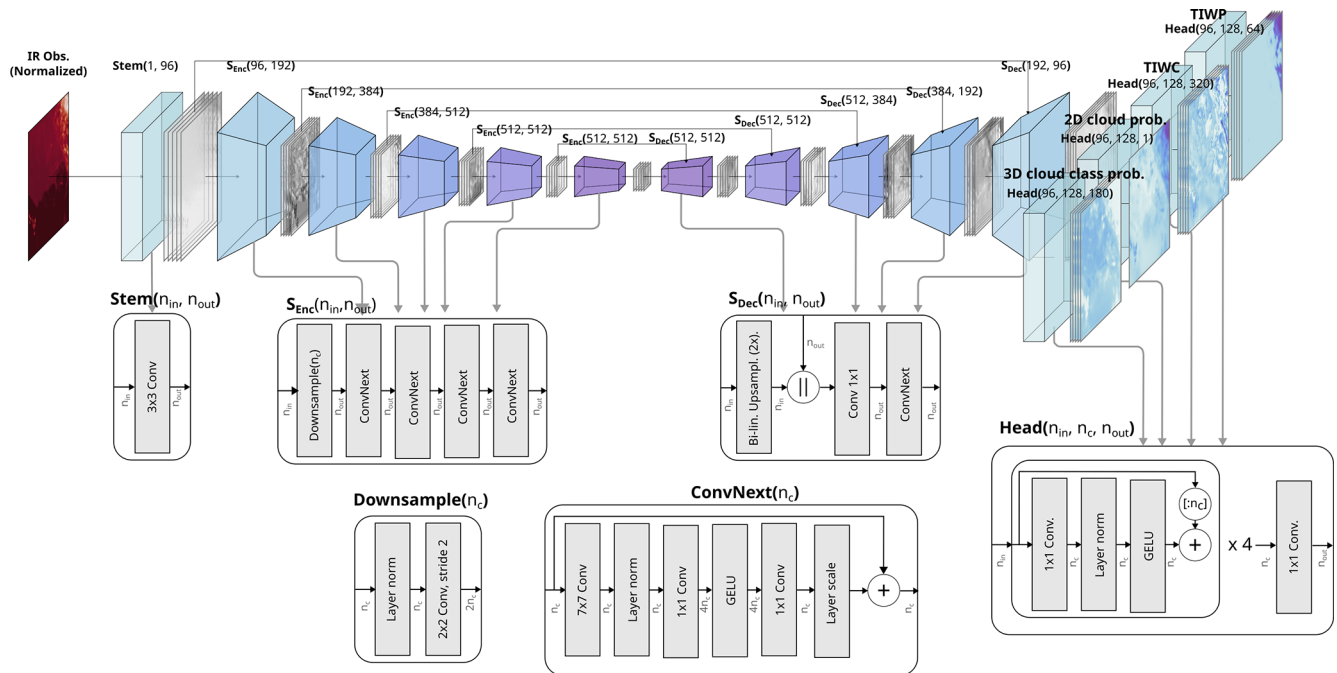 IR Obs.
(Normalized)
Stem(1, 96)
S_Enc(96, 192)
S_Enc(192, 384)
S_Enc(384, 512)
S_Enc(512, 512)
S_Enc(512, 512)
S_Dec(512, 512)
S_Dec(512, 512)
S_Dec(512, 384)
S_Dec(384, 192)
S_Dec(192, 96)
TIWP
Head(96, 128, 64)
TIWC
Head(96, 128, 320)
2D cloud prob.
Head(96, 128, 1)
3D cloud class prob.
Head(96, 128, 180)
Stem(n_in, n_out)
n_in
3x3 Conv
n_out
S_Enc(n_in,n_out)
n_in
Downsample(n_c)
n_out
ConvNext
n_out
ConvNext
n_out
ConvNext
n_out
ConvNext
n_out
S_Dec(n_in, n_out)
n_in
Bi-lin. Upsampl. (2x).
n_in
n_out
||
Conv 1x1
n_out
ConvNext
n_out
Head(n_in, n_c, n_out)
n_in
1x1 Conv.
n_c
Layer norm
n_c
GELU
n_c
[:n_c]
+
x 4
n_c
1x1 Conv.
n_out
Downsample(n_c)
n_c
Layer norm
n_c
2x2 Conv, stride 2
2n_c
ConvNext(n_c)
n_c
7x7 Conv
n_c
Layer norm
n_c
1x1 Conv
4n_c
GELU
4n_c
1x1 Conv
n_c
Layer scale
+
n_c